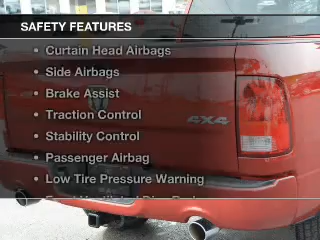 SAFETY FEATURES
• Curtain Head Airbags
• Side Airbags
• Brake Assist
• Traction Control
• Stability Control
• Passenger Airbag
• Low Tire Pressure Warning
4X4